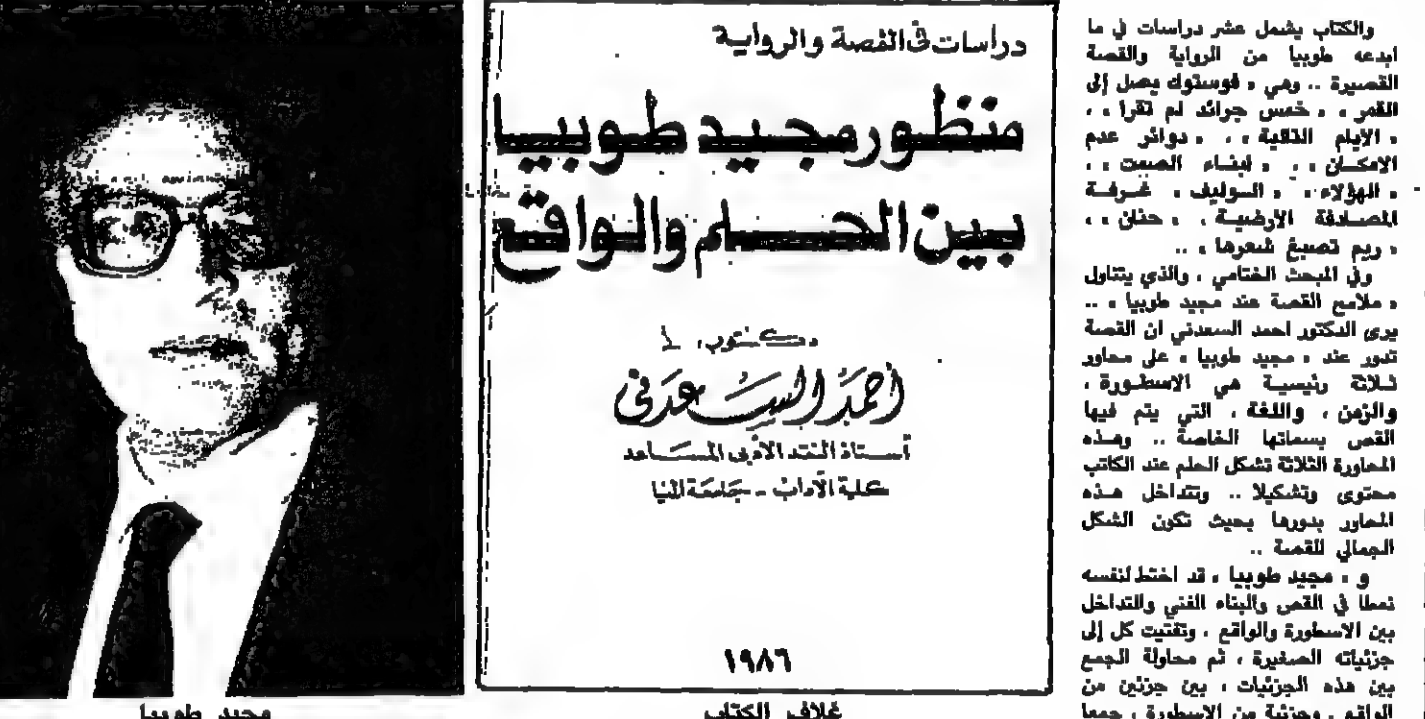 والكتاب يشمل عشر دراسات في ما
ابدعه طوبيا من الرواية والقصة
القصيرة .. وهي « فوستوك يصل إلى
القمر » ، « خمس جرائد لم تقرا » ،
« الايام التالية » ، « دوائر عدم
الامكان » ، « ابناء الصمت » ،
« الهؤلاء » ، « الوليف » ، غرفة
المصادفة الأرضية ، « حنان » ،
« ريم تصبغ شعرها » ..
وفي المبحث الختامي ، والذي يتناول
« ملامح القصة عند مجيد طوبيا » ..
يرى الدكتور احمد السعدني ان القصة
تدور عند « مجيد طوبيا » على محاور
ثلاثة رئيسية هي الاسطورة ،
والزمن ، واللغة ، التي يتم فيها
القص بسماتها الخاصة .. وهذه
المحاورة الثلاثة تشكل الحلم عند الكاتب
محتوى وتشكيلا .. وتتداخل هذه
المحاور بدورها بحيث تكون الشكل
الجمالي للقصة ..
و « مجيد طوبيا » قد اختط لنفسه
نمطا في القص والبناء الفني والتداخل
بين الاسطورة والواقع ، وتفتيت كل إلى
جزئياته الصغيرة ، ثم محاولة الجمع
بين هذه الجزئيات ، بين جزئين من
الواقع ، وجزئية من الاسطورة ، جمعا
دراسات في القصة والرواية
منظور مجيد طوبيا
بين الحلم والواقع
دكتور
أحمد السعدني
أستاذ النقد الأدبي المساعد
كلية الآداب - جامعة المنيا
١٩٨٦
غلاف الكتاب
مجيد طوبيا